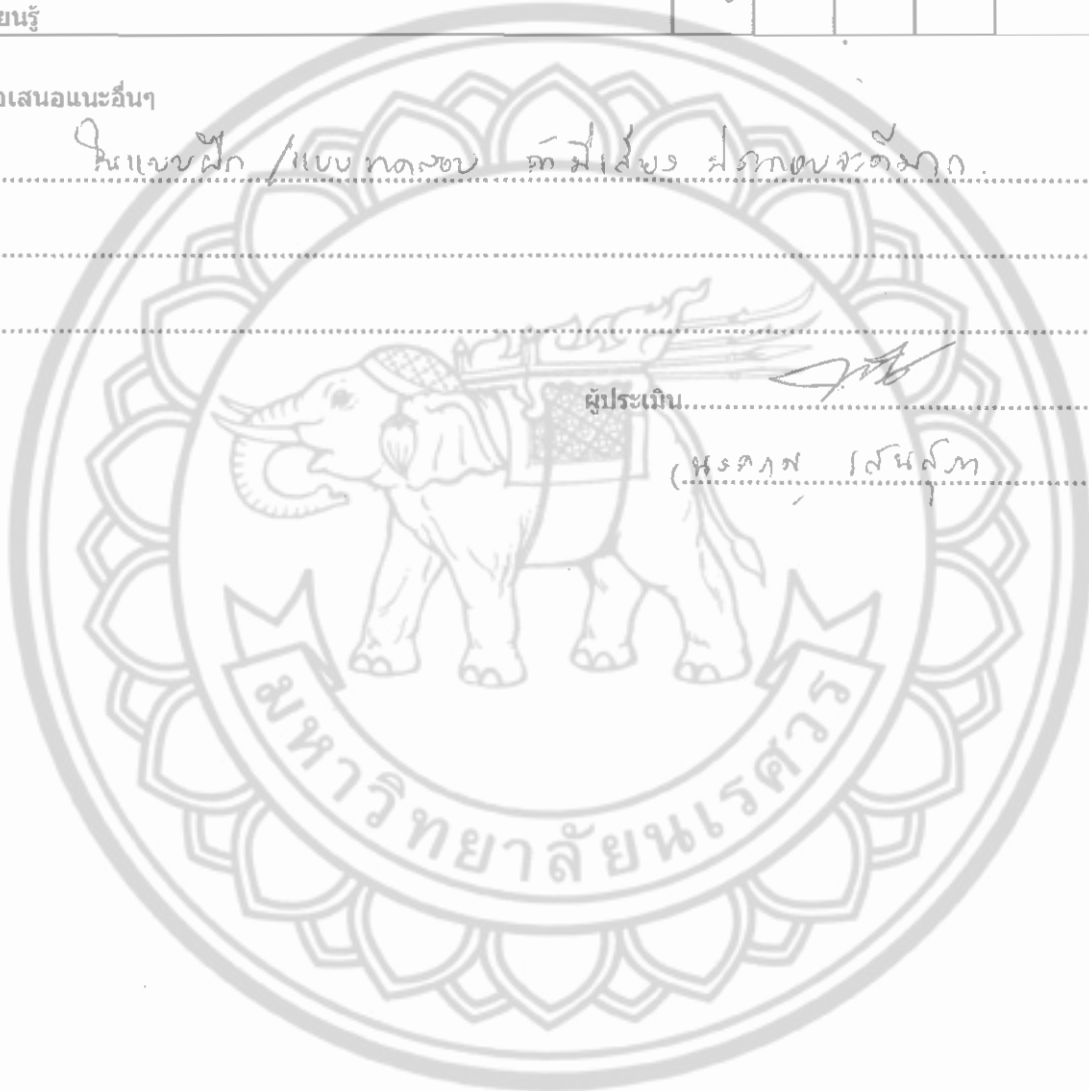 ยนรู้
อเสนอแนะอื่นๆ
ในแบบฝึก /แบบทดสอบ ถ้ามีเสียง ประกอบจะดีมาก.
ผู้ประเมิน
(
มหาวิทยาลัยนเรศวร